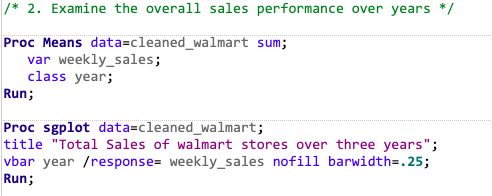 /* 2. Examine the overall sales performance over years */
Proc Means data=cleaned_walmart sum;
var weekly_sales;
class year;
Run;
Proc sgplot data=cleaned_walmart;
title "Total Sales of walmart stores over three years";
vbar year /response= weekly_sales nofill barwidth=.25;
Run;